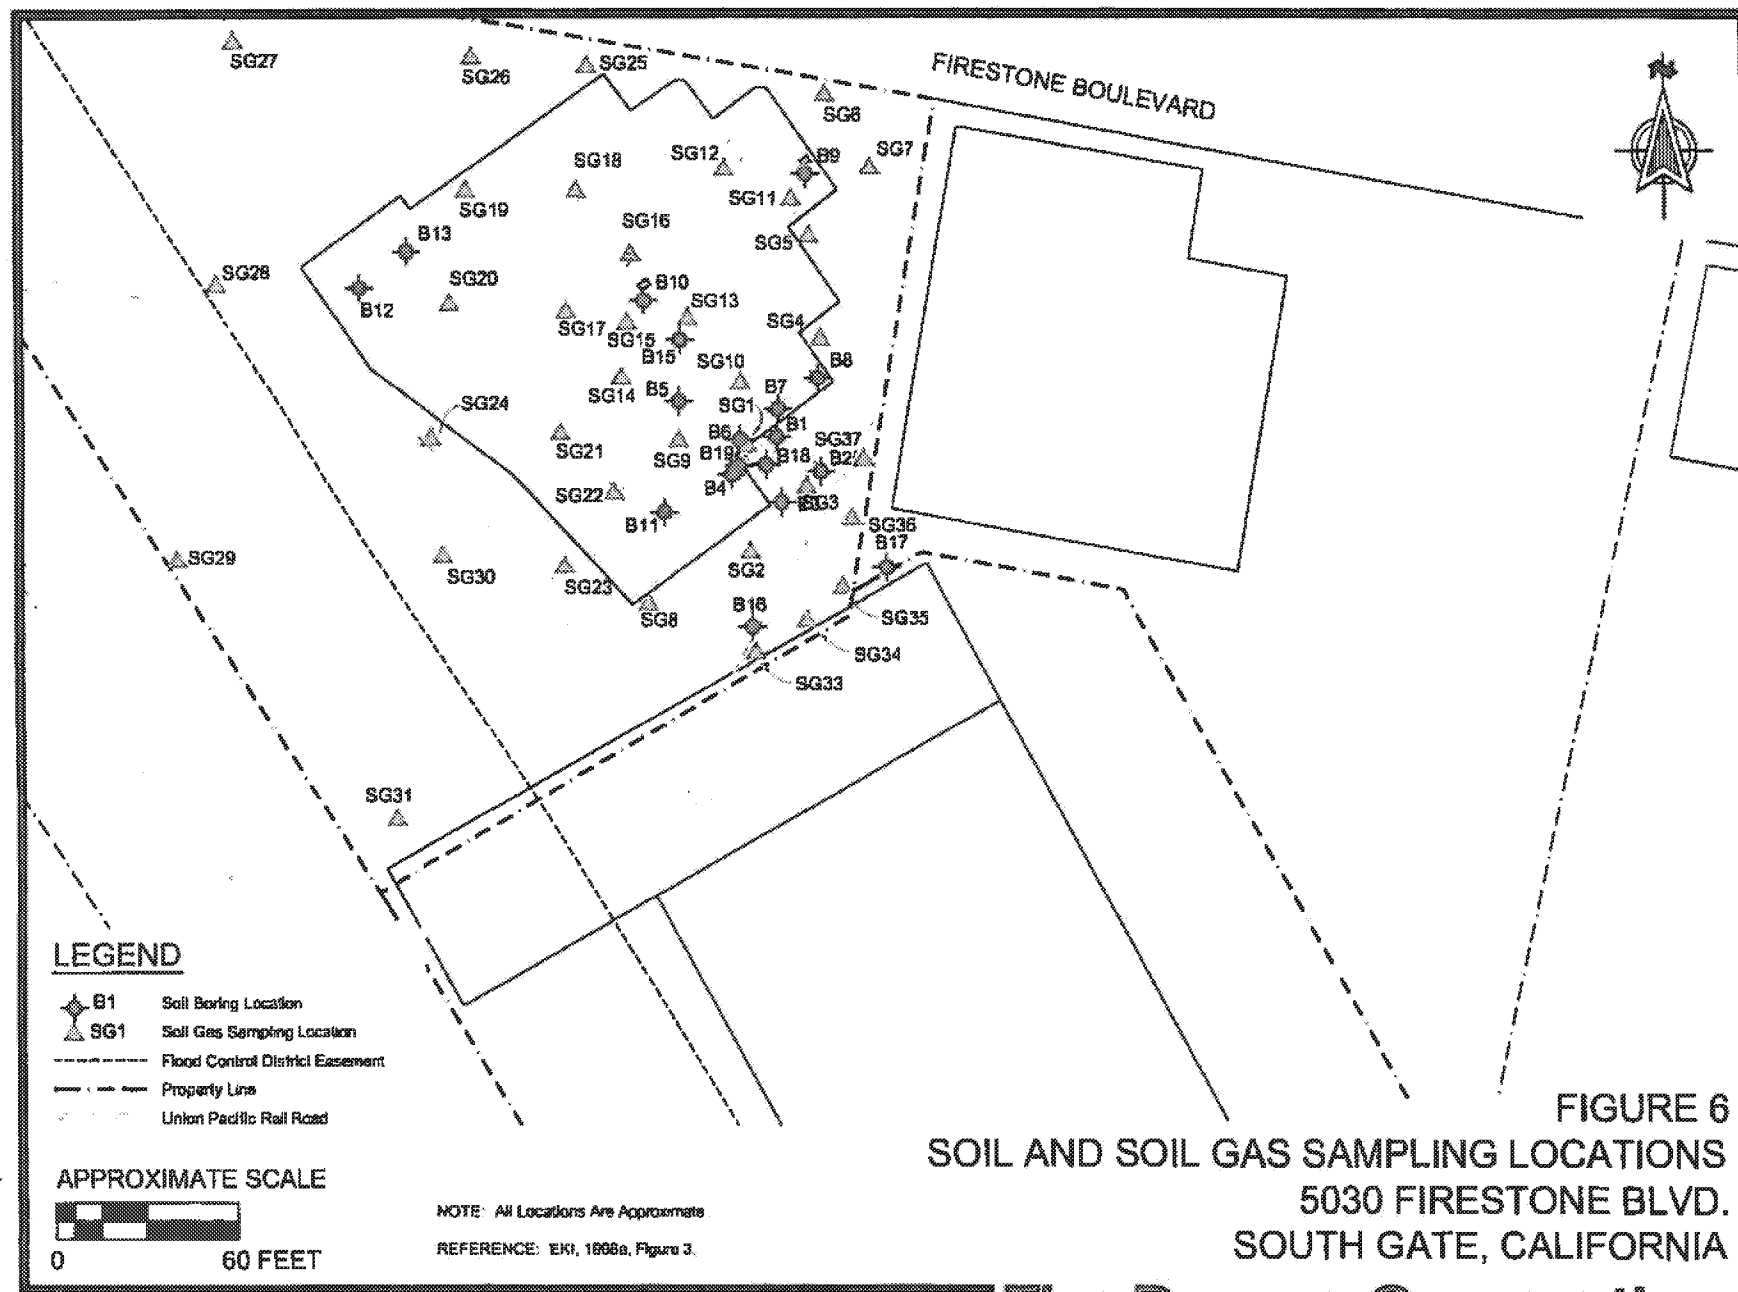 FIRESTONE BOULEVARD
SG27
SG26
SG25
SG6
SG7
SG12
B9
SG18
SG11
SG19
SG5
SG16
B13
SG28
SG20
B10
SG13
B12
SG17
SG15
SG4
B15
SG10
B8
SG14
B5
B7
SG24
SG1
B1
B6
SG37
SG21
SG9
B19
B18
B2
SG22
B4
SG3
B11
SG36
B17
SG29
SG30
SG23
SG2
SG8
B16
SG35
SG34
SG33
SG31
LEGEND
B1 Soil Boring Location
SG1 Soil Gas Sampling Location
Flood Control District Easement
Property Line
Union Pacific Rail Road
APPROXIMATE SCALE
0 60 FEET
NOTE: All Locations Are Approximate
REFERENCE: EKI, Figure 3.
FIGURE 6
SOIL AND SOIL GAS SAMPLING LOCATIONS
5030 FIRESTONE BLVD.
SOUTH GATE, CALIFORNIA